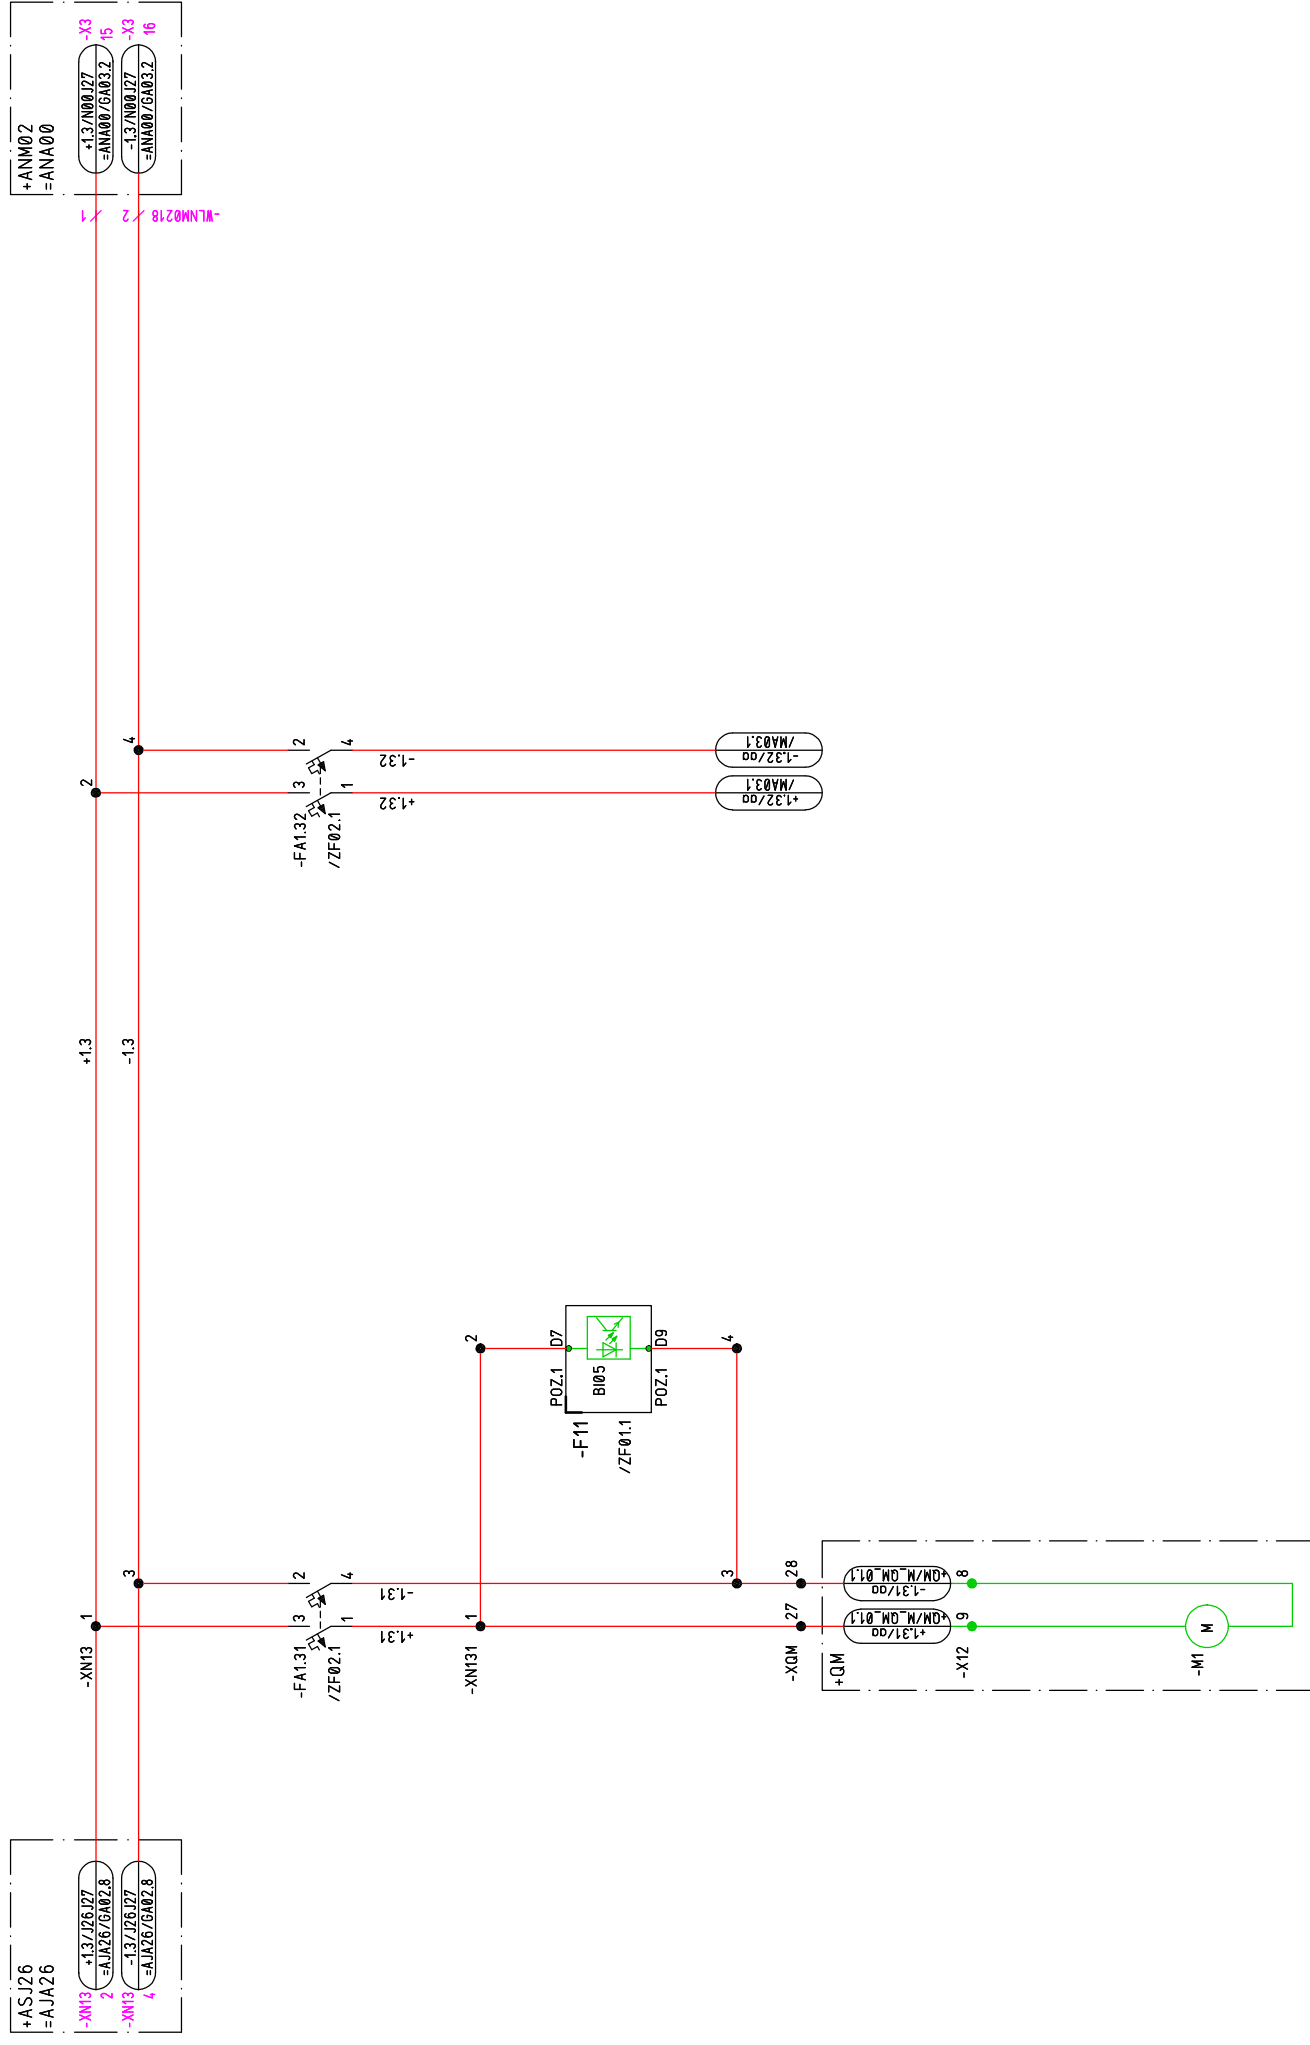 +ASJ26
=AJA26
-XN13
2
+1.3/J26J27
=AJA26/GA02.8
-XN13
4
-1.3/J26J27
=AJA26/GA02.8
-XN13
1
3
+1.3
-1.3
2
4
+ANM02
=ANA00
+1.3/N00J27
=ANA00/GA03.2
-X3
15
-1.3/N00J27
=ANA00/GA03.2
-X3
16
1
2
-WLNM0218
-FA1.31
/ZF02.1
3
1
2
4
+1.31
-1.31
-FA1.32
/ZF02.1
3
1
2
4
+1.32
-1.32
+1.32/aa
/MA03.1
-1.32/aa
/MA03.1
-XN131
1
2
-F11
/ZF01.1
POZ.1
D7
BI05
POZ.1
D9
3
4
-XQM
27
28
+QM
+1.31/aa
+QM/M_QM_01.1
-1.31/aa
+QM/M_QM_01.1
-X12
9
8
-M1
M